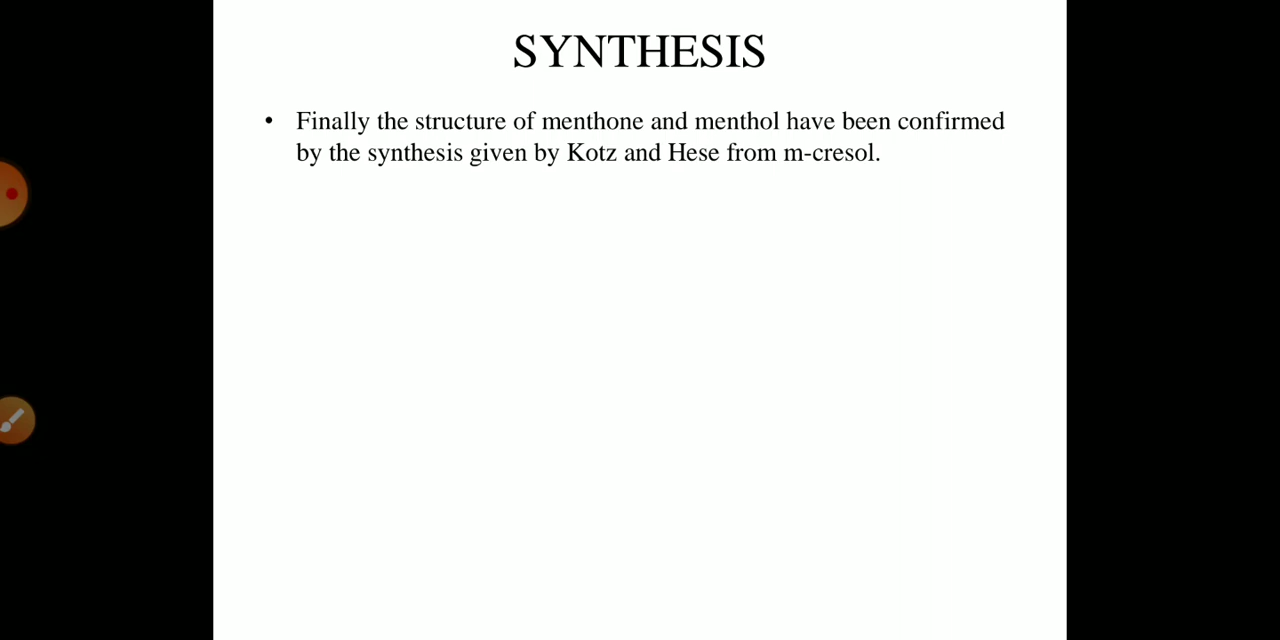 SYNTHESIS
• Finally the structure of menthone and menthol have been confirmed
by the synthesis given by Kotz and Hese from m-cresol.